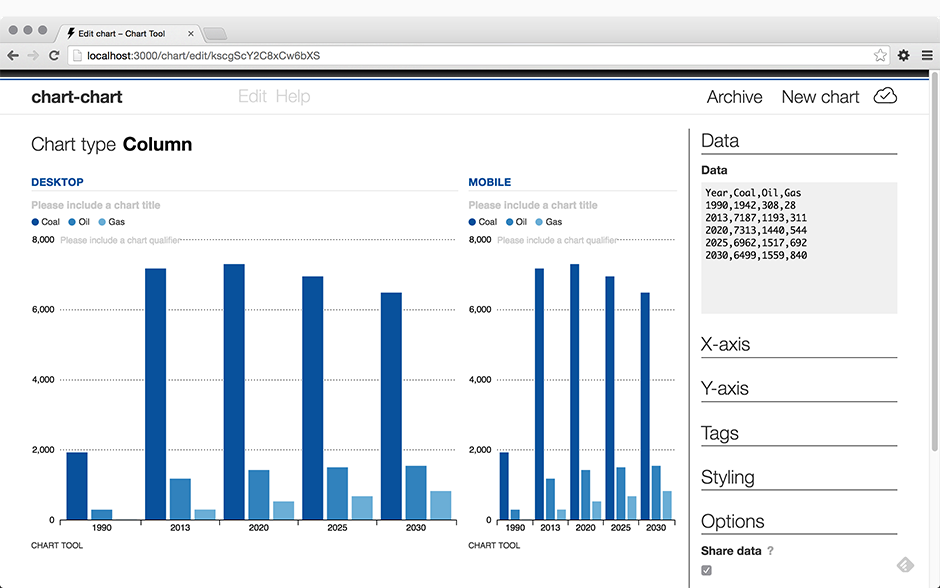 Edit chart – Chart Tool
localhost:3000/chart/edit/kscgScY2C8xCw6bXS
chart-chart Edit Help Archive New chart
Chart type Column
DESKTOP
Please include a chart title
Coal Oil Gas
8,000 Please include a chart qualifier
6,000
4,000
2,000
0
1990 2013 2020 2025 2030
CHART TOOL
MOBILE
Please include a chart title
Coal Oil Gas
8,000 Please include a chart qualifier
6,000
4,000
2,000
0
1990 2013 2020 2025 2030
CHART TOOL
Data
Data
Year,Coal,Oil,Gas
1990,1942,308,28
2013,7187,1193,311
2020,7313,1440,544
2025,6962,1517,692
2030,6499,1559,840
X-axis
Y-axis
Tags
Styling
Options
Share data ?